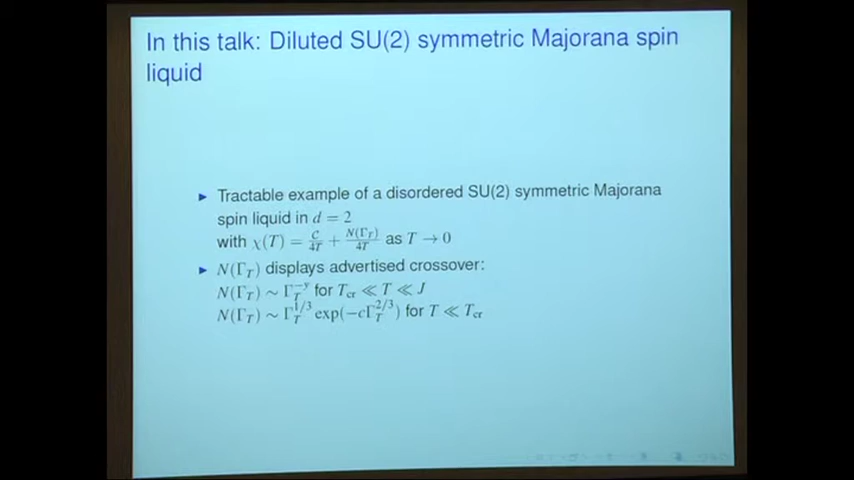 In this talk: Diluted SU(2) symmetric Majorana spin
liquid
► Tractable example of a disordered SU(2) symmetric Majorana
spin liquid in d = 2
with χ(T) = C/4T + N(Γ_T)/4T as T → 0
► N(Γ_T) displays advertised crossover:
N(Γ_T) ∼ Γ_T^{-y} for T_cr ≪ T ≪ J
N(Γ_T) ∼ Γ_T^{1/3} exp(−cΓ_T^{2/3}) for T ≪ T_cr